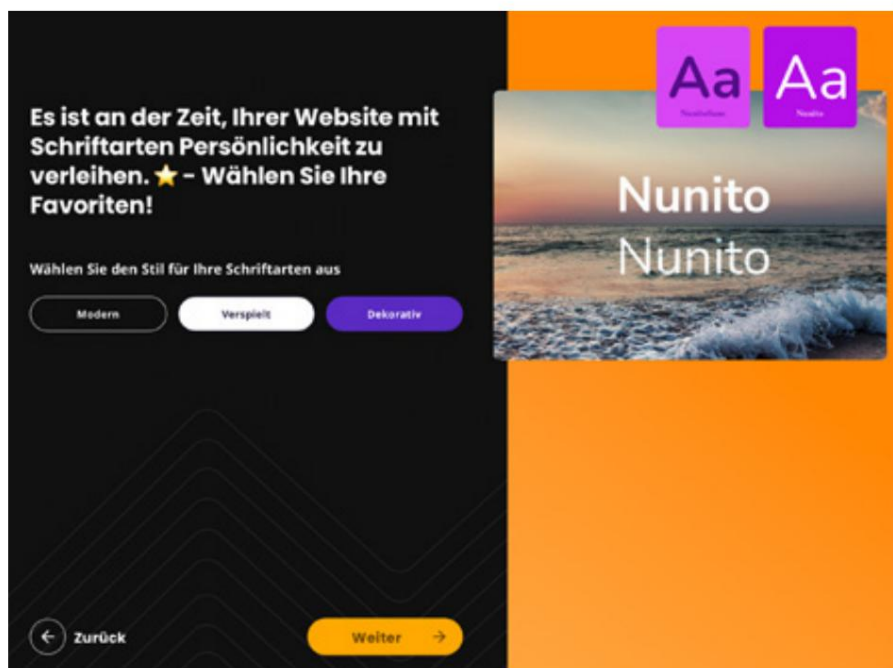 Es ist an der Zeit, Ihrer Website mit
Schriftarten Persönlichkeit zu
verleihen. ⭐ - Wählen Sie Ihre
Favoriten!
Wählen Sie den Stil für Ihre Schriftarten aus
Modern
Verspielt
Dekorativ
Zurück
Weiter
Aa
Aa
Nunito
Nunito
Nunito